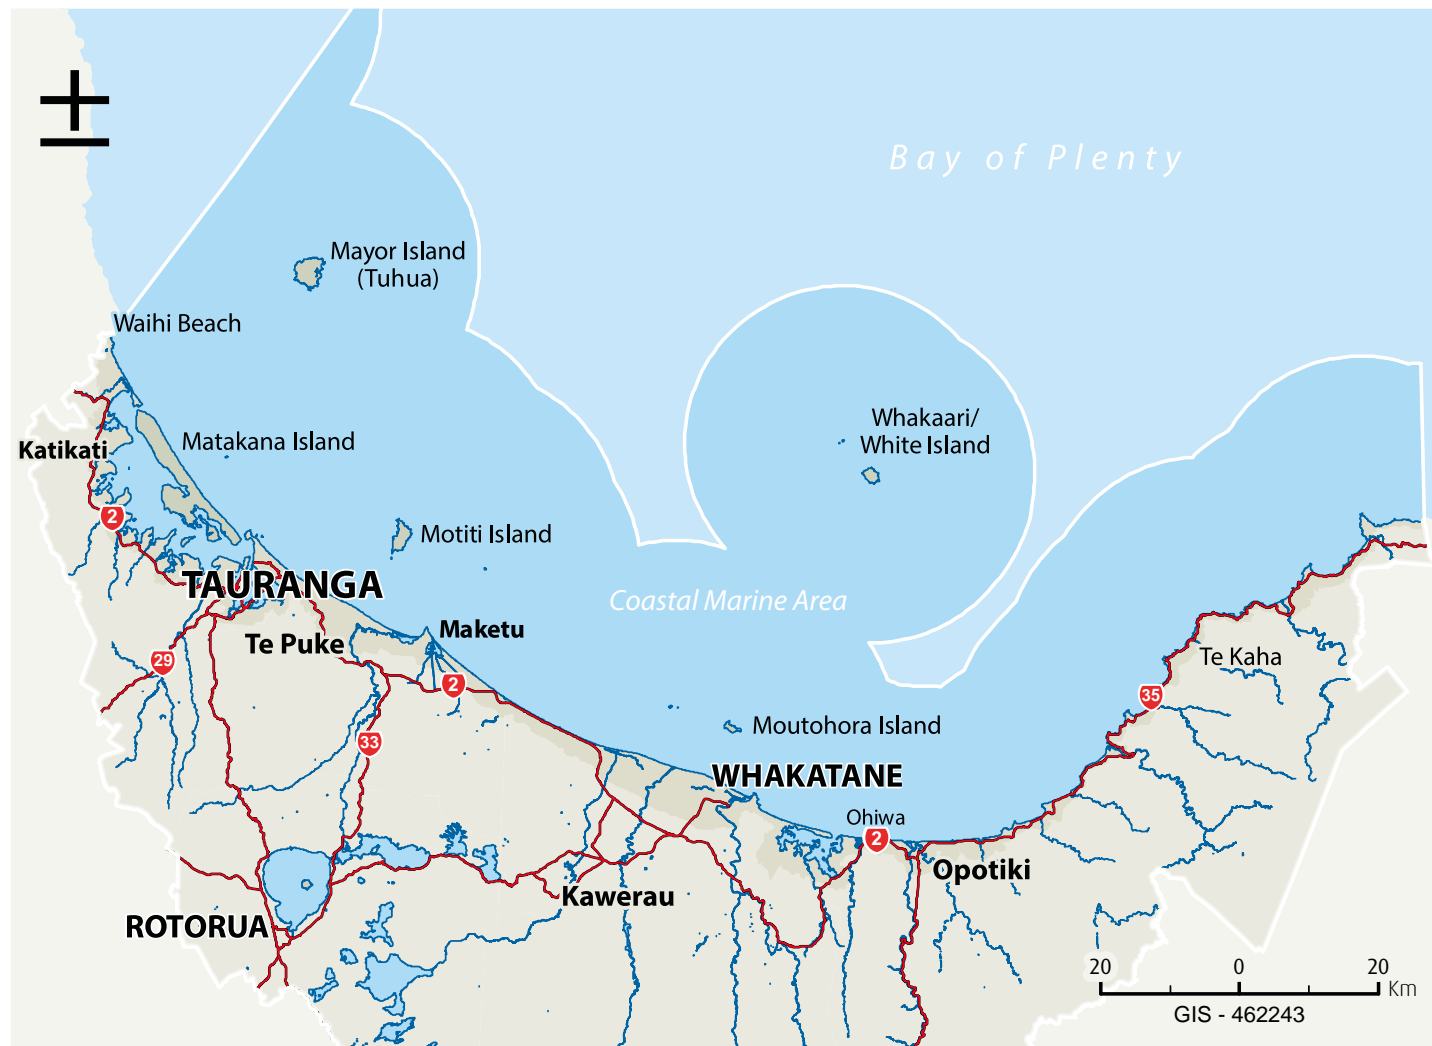 Bay of Plenty
Mayor Island
(Tuhua)
Waihi Beach
Whakaari/
White Island
Katikati
Matakana Island
2
Motiti Island
TAURANGA
Coastal Marine Area
Te Puke
Maketu
29
2
Te Kaha
35
33
Moutohora Island
WHAKATANE
Ohiwa
2
Opotiki
Kawerau
ROTORUA
20 0 20
Km
GIS - 462243